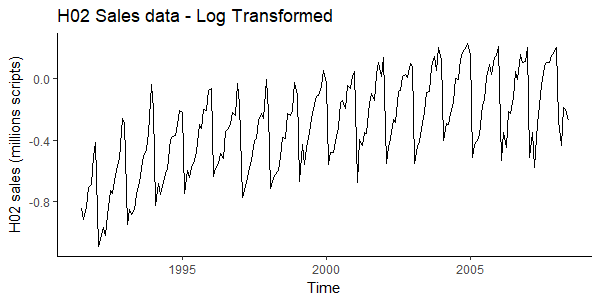 H02 Sales data - Log Transformed
H02 sales (millions scripts)
0.0
-0.4
-0.8
1995
2000
2005
Time